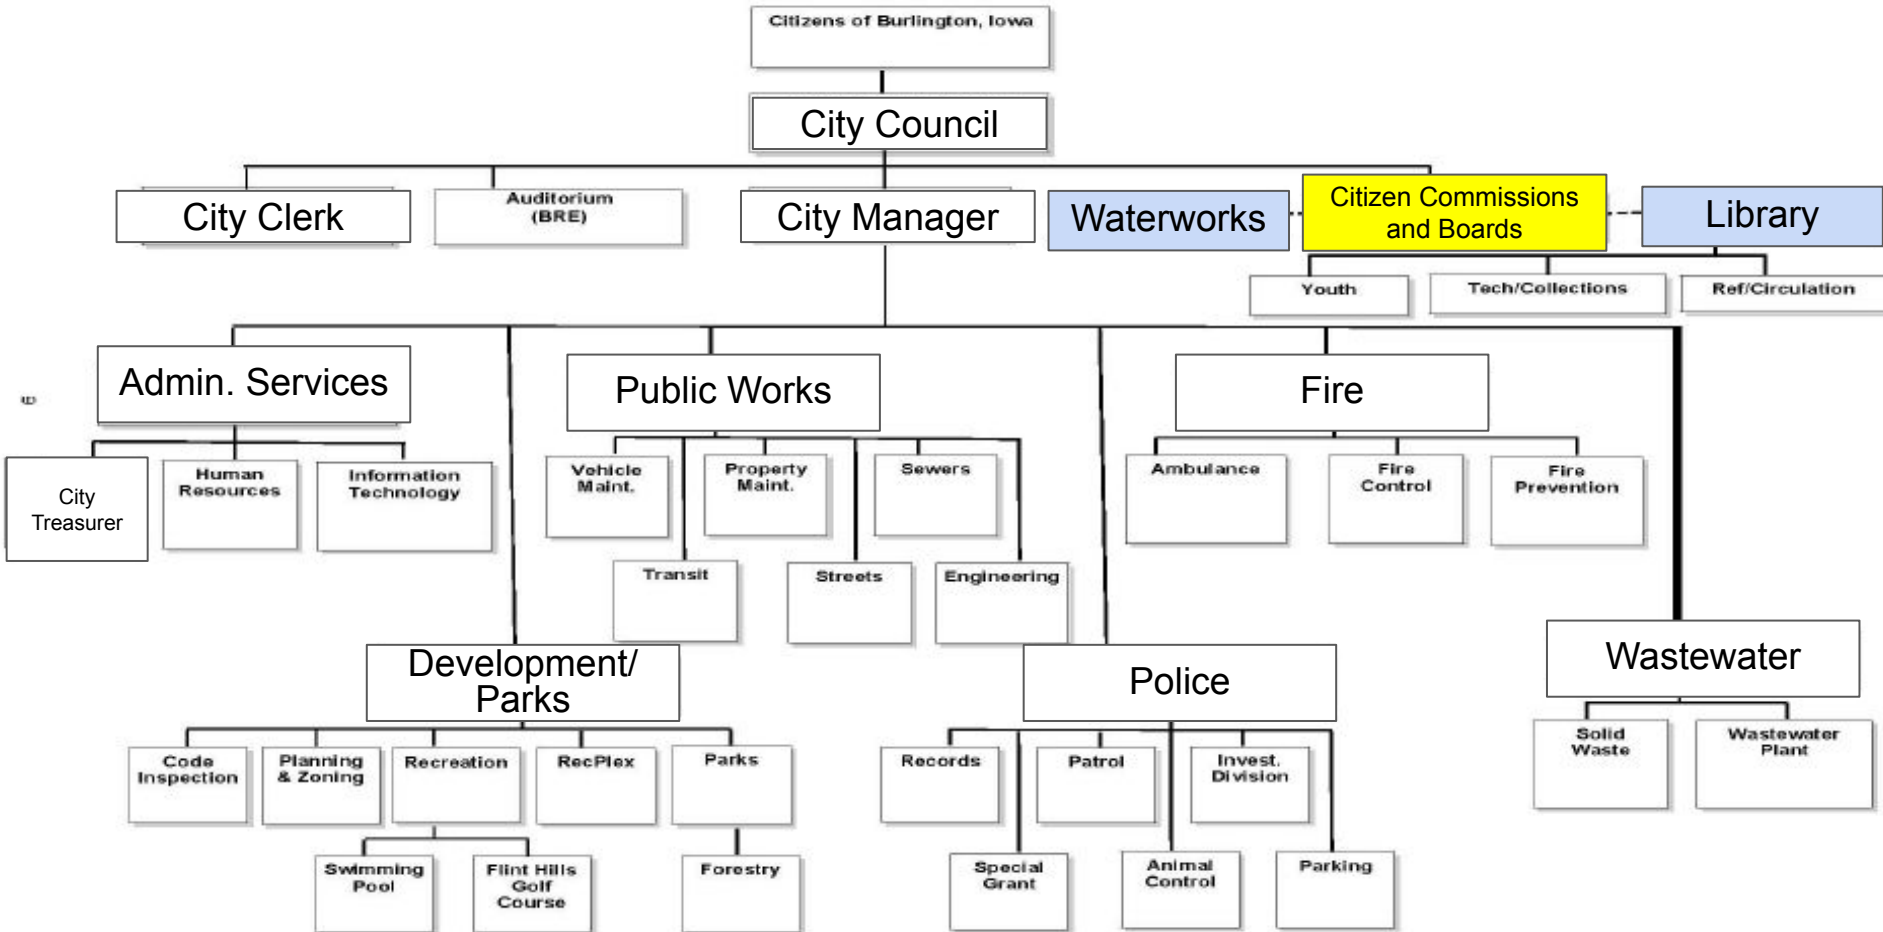 Citizens of Burlington, Iowa
City Council
City Clerk
Auditorium
(BRE)
City Manager
Waterworks
Citizen Commissions
and Boards
Library
Youth
Tech/Collections
Ref/Circulation
Admin. Services
Public Works
Fire
City
Treasurer
Human
Resources
Information
Technology
Vehicle
Maint.
Property
Maint.
Sewers
Transit
Streets
Engineering
Ambulance
Fire
Control
Fire
Prevention
Development/
Parks
Police
Wastewater
Code
Inspection
Planning
& Zoning
Recreation
RecPlex
Parks
Swimming
Pool
Flint Hills
Golf
Course
Forestry
Records
Patrol
Invest.
Division
Special
Grant
Animal
Control
Parking
Solid
Waste
Wastewater
Plant